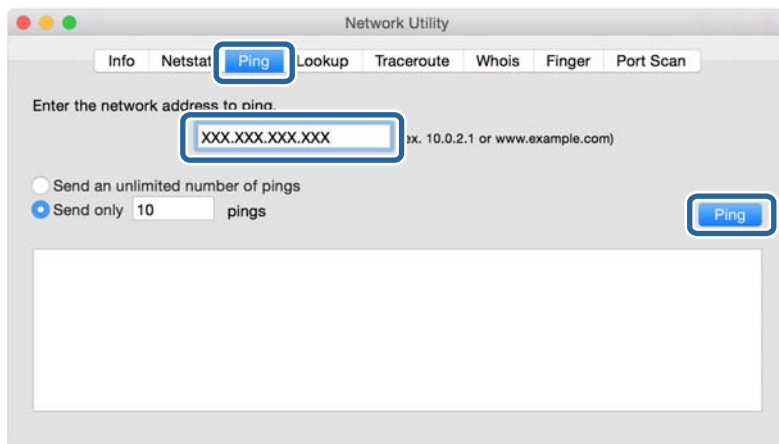 Network Utility
Info Netstat Ping Lookup Traceroute Whois Finger Port Scan
Enter the network address to ping.
XXX.XXX.XXX.XXX ex. 10.0.2.1 or www.example.com)
Send an unlimited number of pings
Send only 10 pings
Ping